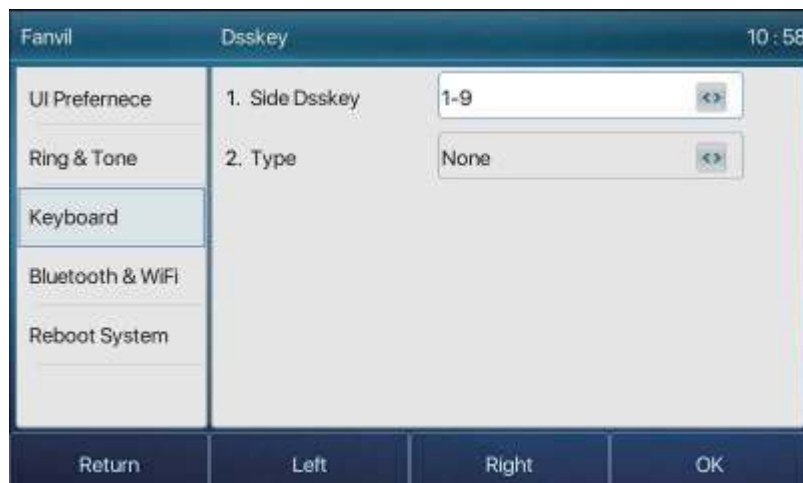 Fanvil Dsskey 10:58
UI Prefernece
1. Side Dsskey 1-9
Ring & Tone
2. Type None
Keyboard
Bluetooth & WiFi
Reboot System
Return Left Right OK